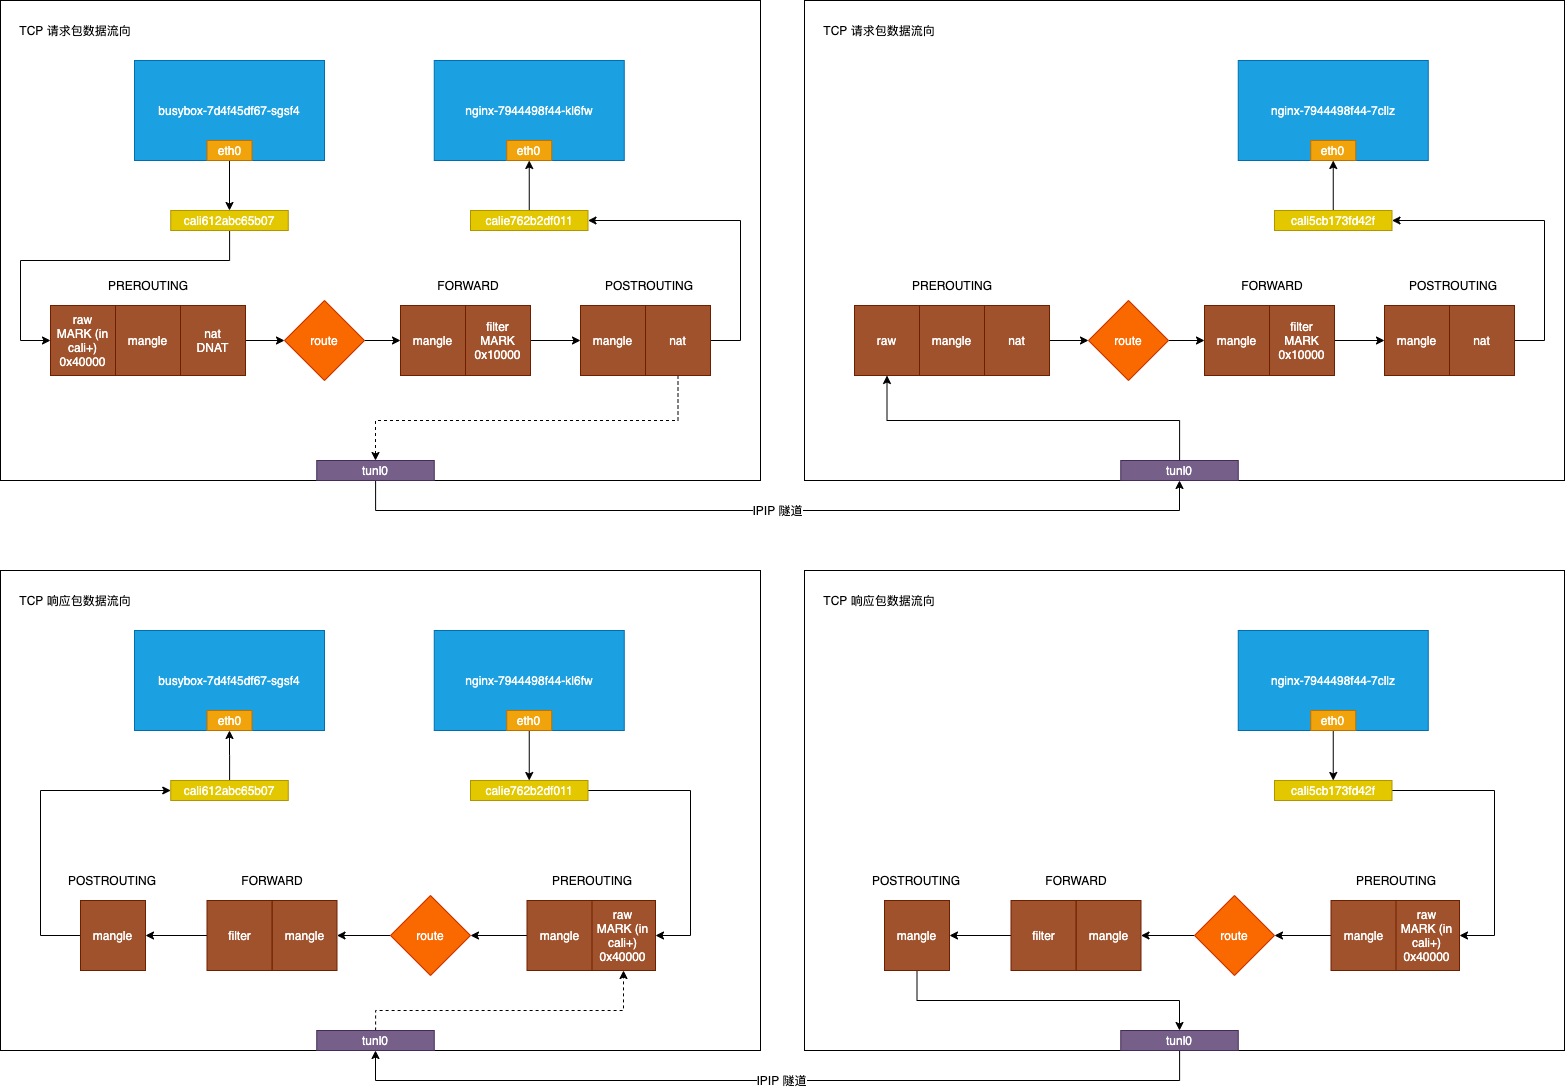 TCP 请求包数据流向
busybox-7d4f45df67-sgsf4
eth0
nginx-7944498f44-kl6fw
eth0
cali612abc65b07
calie762b2df011
PREROUTING
FORWARD
POSTROUTING
raw
MARK (in
cali+)
0x40000
mangle
nat
DNAT
route
mangle
filter
MARK
0x10000
mangle
nat
tunl0
TCP 请求包数据流向
nginx-7944498f44-7cllz
eth0
cali5cb173fd42f
PREROUTING
FORWARD
POSTROUTING
raw
mangle
nat
route
mangle
filter
MARK
0x10000
mangle
nat
tunl0
IPIP 隧道
TCP 响应包数据流向
busybox-7d4f45df67-sgsf4
eth0
nginx-7944498f44-kl6fw
eth0
cali612abc65b07
calie762b2df011
POSTROUTING
FORWARD
PREROUTING
mangle
filter
mangle
route
mangle
raw
MARK (in
cali+)
0x40000
tunl0
TCP 响应包数据流向
nginx-7944498f44-7cllz
eth0
cali5cb173fd42f
POSTROUTING
FORWARD
PREROUTING
mangle
filter
mangle
route
mangle
raw
MARK (in
cali+)
0x40000
tunl0
IPIP 隧道